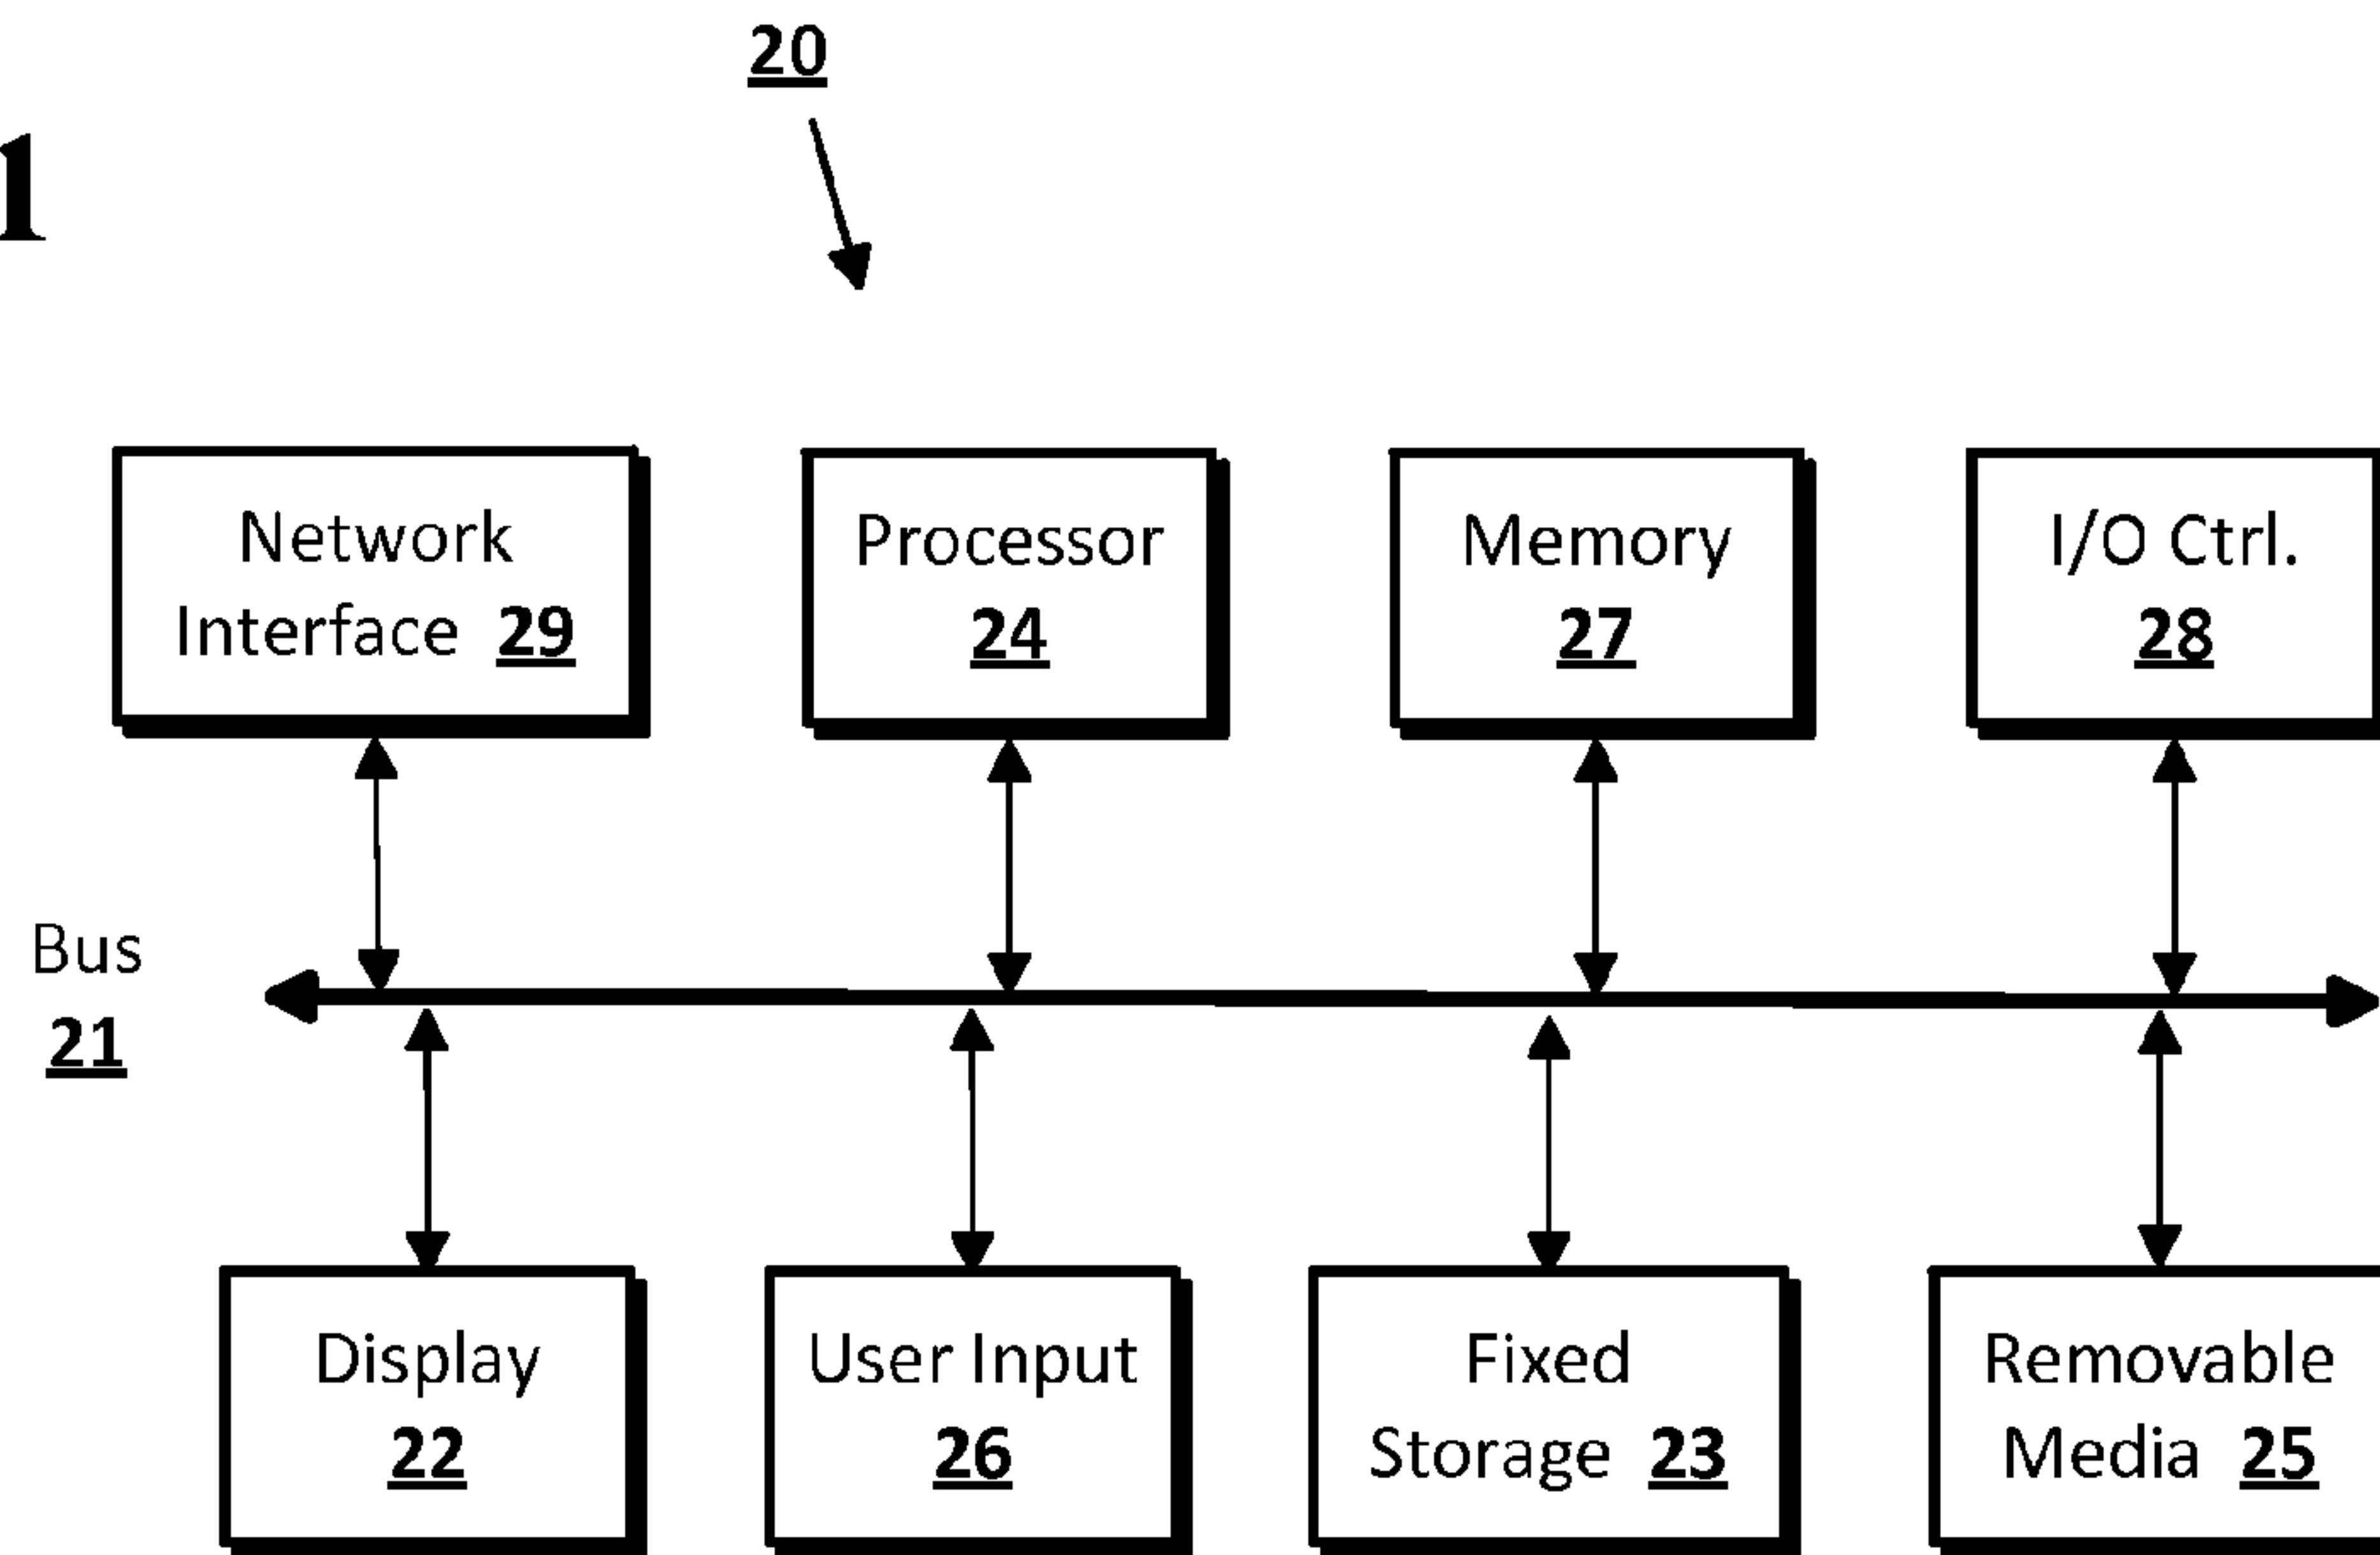 20
1
Network
Interface 29
Processor
24
Memory
27
I/O Ctrl.
28
Bus
21
Display
22
User Input
26
Fixed
Storage 23
Removable
Media 25